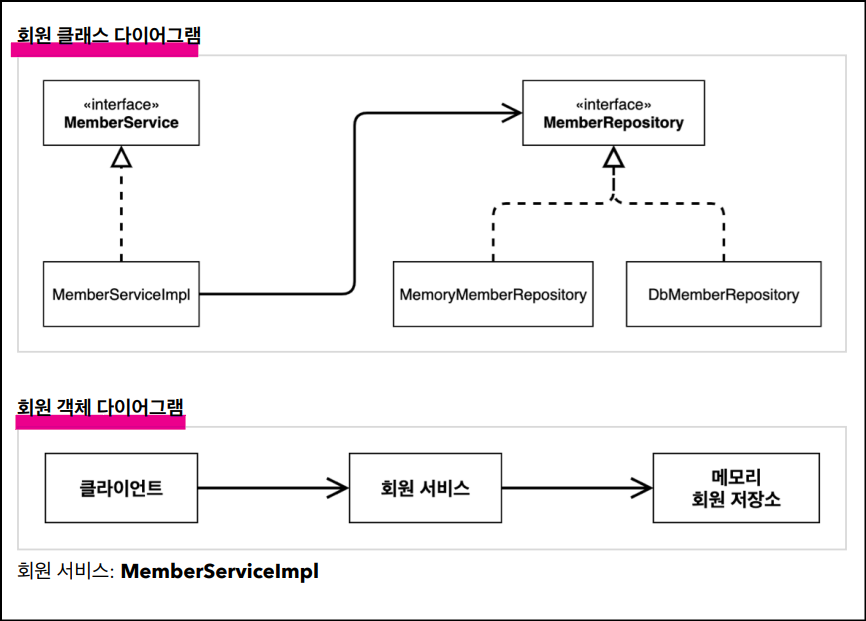 회원 클래스 다이어그램
«interface»
MemberService
«interface»
MemberRepository
MemberServiceImpl
MemoryMemberRepository
DbMemberRepository
회원 객체 다이어그램
클라이언트
회원 서비스
메모리
회원 저장소
회원 서비스: MemberServiceImpl